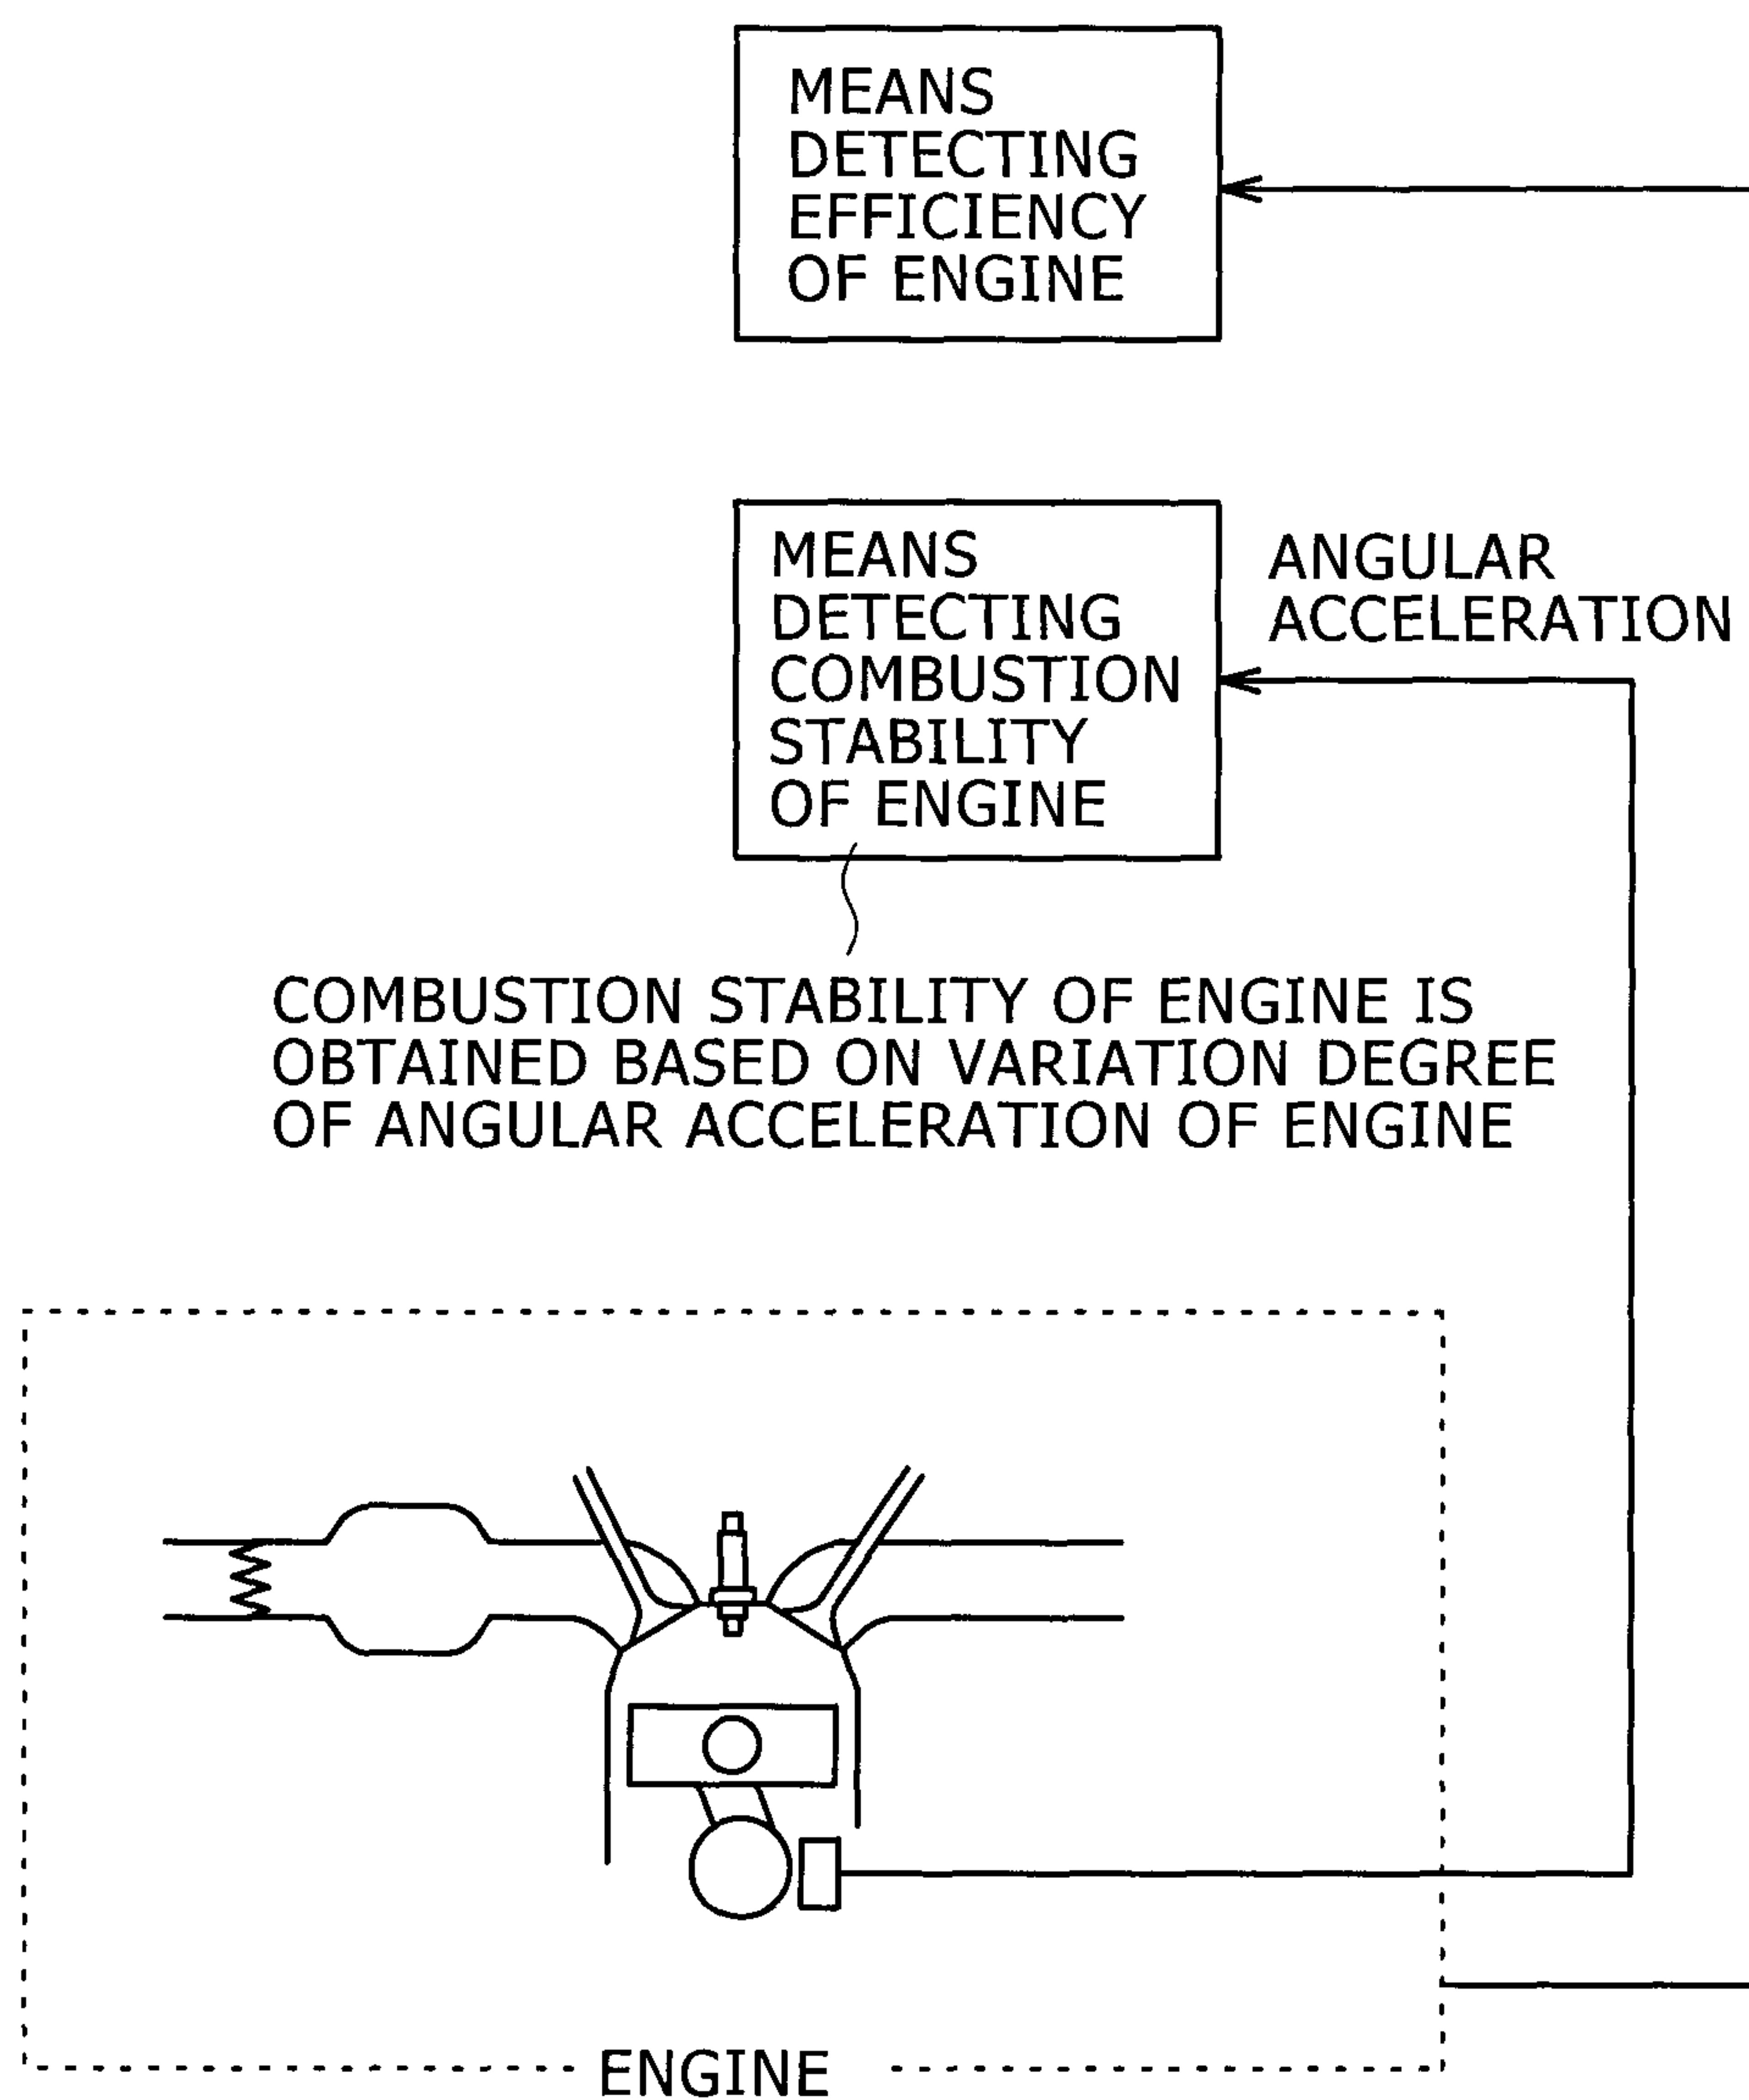 MEANS
DETECTING
EFFICIENCY
OF ENGINE
MEANS
DETECTING
COMBUSTION
STABILITY
OF ENGINE
ANGULAR
ACCELERATION
COMBUSTION STABILITY OF ENGINE IS
OBTAINED BASED ON VARIATION DEGREE
OF ANGULAR ACCELERATION OF ENGINE
ENGINE